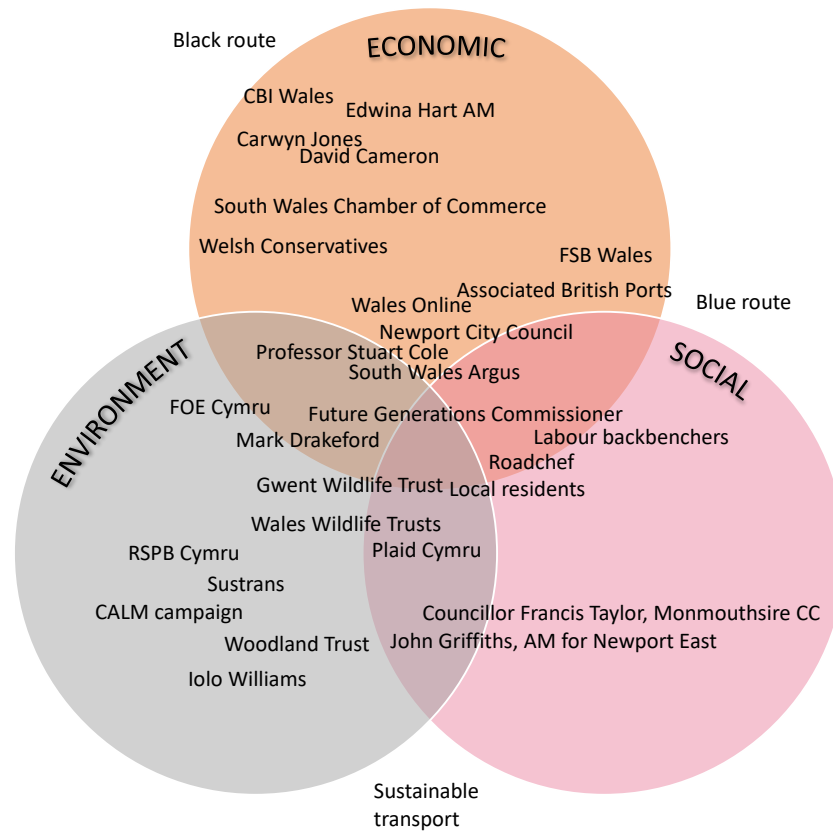 Black route
ECONOMIC
CBI Wales
Edwina Hart AM
Carwyn Jones
David Cameron
South Wales Chamber of Commerce
Welsh Conservatives
FSB Wales
Associated British Ports
Wales Online
Blue route
Newport City Council
Professor Stuart Cole
South Wales Argus
ENVIRONMENT
SOCIAL
FOE Cymru
Future Generations Commissioner
Mark Drakeford
Labour backbenchers
Roadchef
Gwent Wildlife Trust
Local residents
Wales Wildlife Trusts
RSPB Cymru
Plaid Cymru
Sustrans
CALM campaign
Councillor Francis Taylor, Monmouthsire CC
Woodland Trust
John Griffiths, AM for Newport East
Iolo Williams
Sustainable
transport